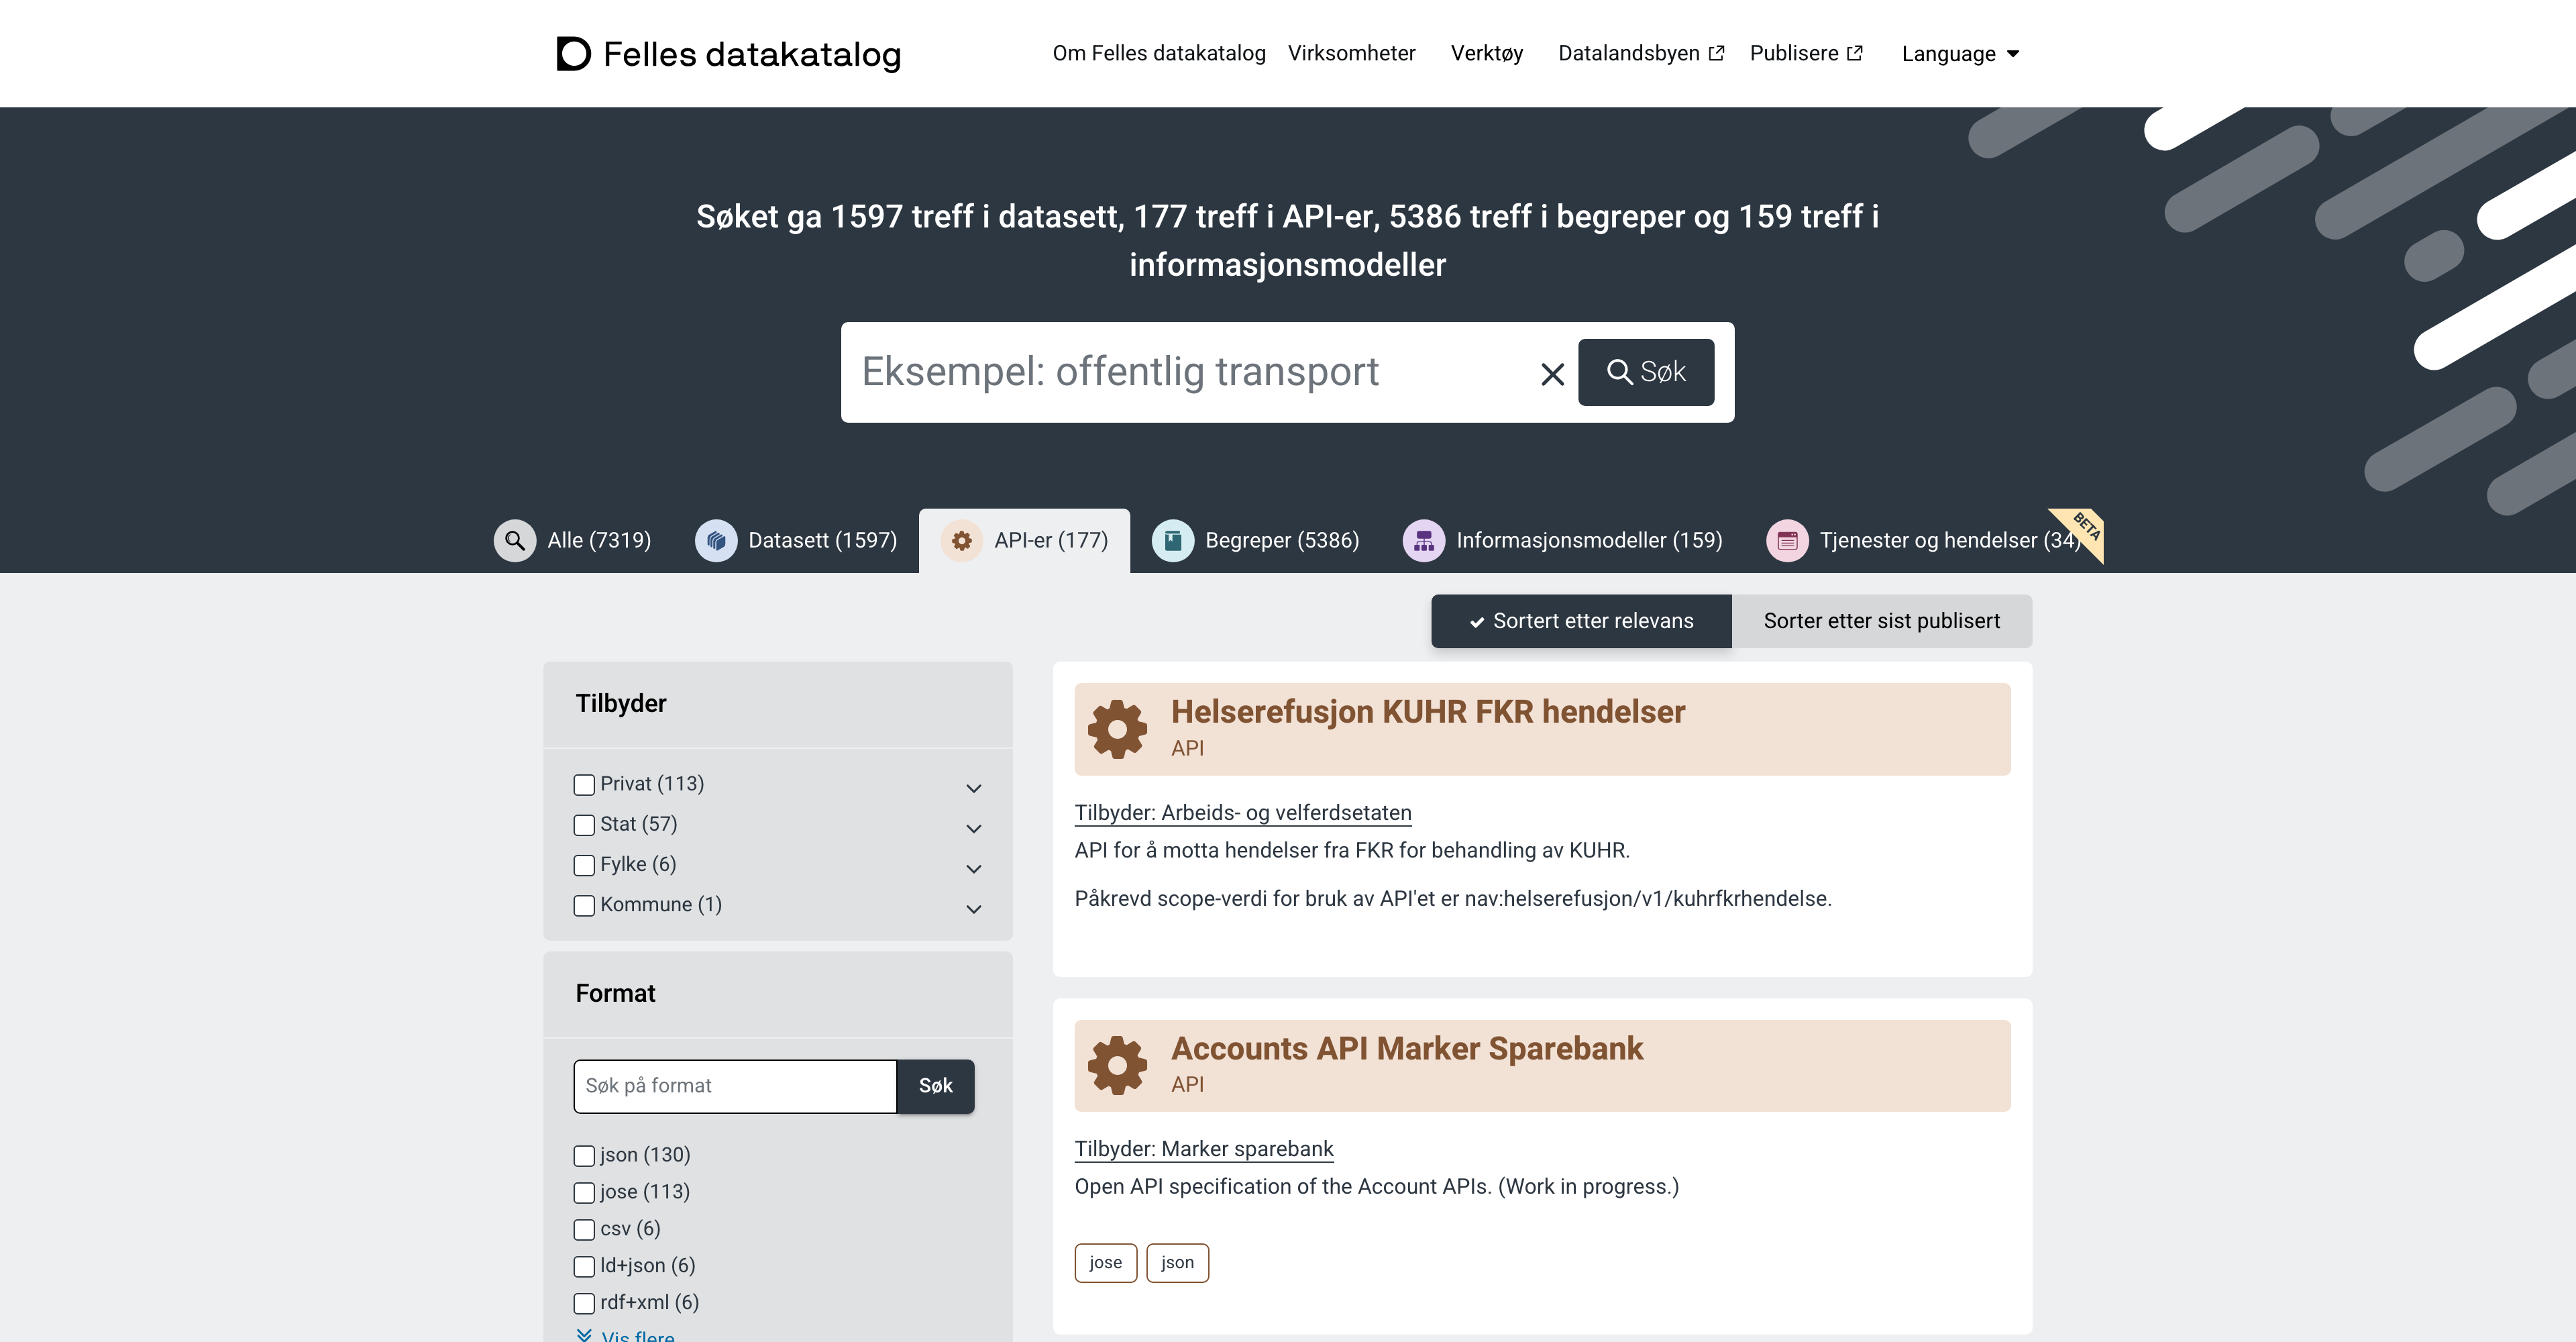 Felles datakatalog
Om Felles datakatalog Virksomheter Verktøy Datalandsbyen Publisere Language
Søket ga 1597 treff i datasett, 177 treff i API-er, 5386 treff i begreper og 159 treff i
informasjonsmodeller
Eksempel: offentlig transport
Søk
Alle (7319) Datasett (1597) API-er (177) Begreper (5386) Informasjonsmodeller (159) Tjenester og hendelser (34) BETA
Sortert etter relevans Sorter etter sist publisert
Tilbyder
Privat (113)
Stat (57)
Fylke (6)
Kommune (1)
Format
Søk på format Søk
json (130)
jose (113)
csv (6)
ld+json (6)
rdf+xml (6)
Vis flere
Helserefusjon KUHR FKR hendelser
API
Tilbyder: Arbeids- og velferdsetaten
API for å motta hendelser fra FKR for behandling av KUHR.
Påkrevd scope-verdi for bruk av API'et er nav:helserefusjon/v1/kuhrfkrhendelse.
Accounts API Marker Sparebank
API
Tilbyder: Marker sparebank
Open API specification of the Account APIs. (Work in progress.)
jose json